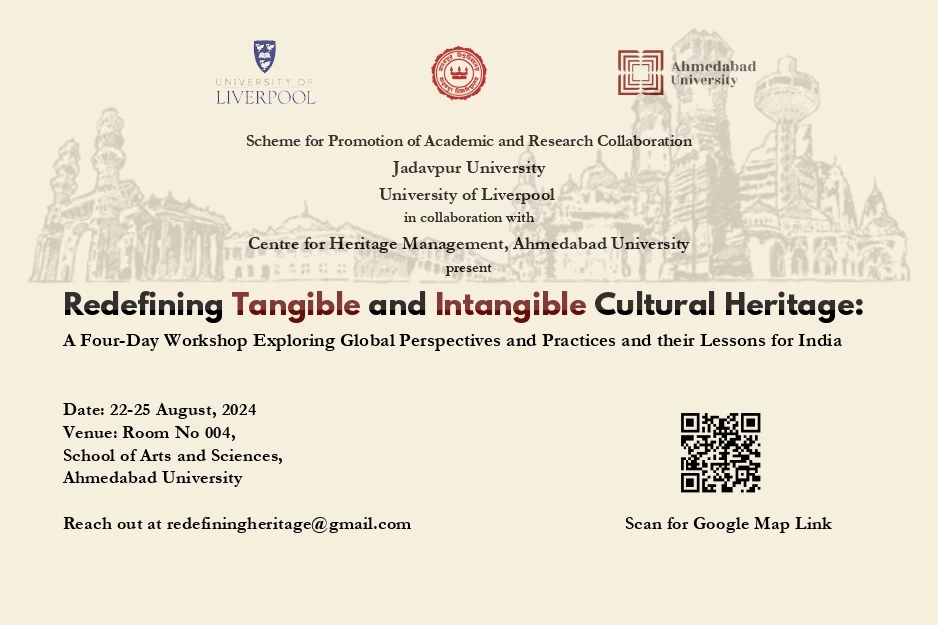 UNIVERSITY OF
LIVERPOOL
Ahmedabad
University
Scheme for Promotion of Academic and Research Collaboration
Jadavpur University
University of Liverpool
in collaboration with
Centre for Heritage Management, Ahmedabad University
present
Redefining Tangible and Intangible Cultural Heritage:
A Four-Day Workshop Exploring Global Perspectives and Practices and their Lessons for India
Date: 22-25 August, 2024
Venue: Room No 004,
School of Arts and Sciences,
Ahmedabad University
Reach out at redefiningheritage@gmail.com
Scan for Google Map Link